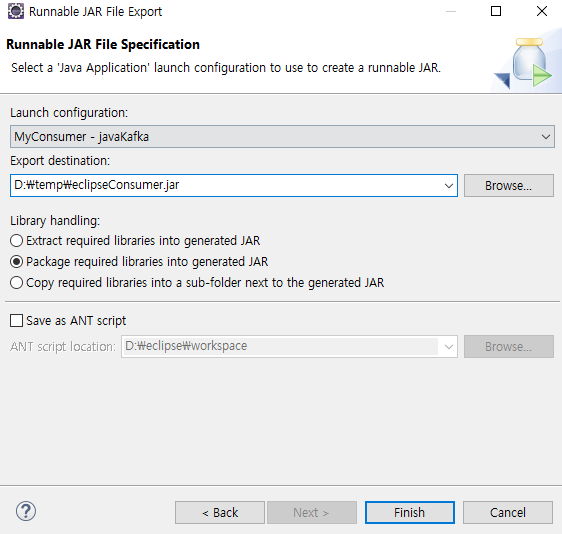 Runnable JAR File Export
Runnable JAR File Specification
Select a 'Java Application' launch configuration to use to create a runnable JAR.
Launch configuration:
MyConsumer - javaKafka
Export destination:
D:₩temp₩eclipseConsumer.jar
Browse...
Library handling:
Extract required libraries into generated JAR
Package required libraries into generated JAR
Copy required libraries into a sub-folder next to the generated JAR
Save as ANT script
ANT script location:
D:₩eclipse₩workspace
Browse...
?
< Back
Next >
Finish
Cancel